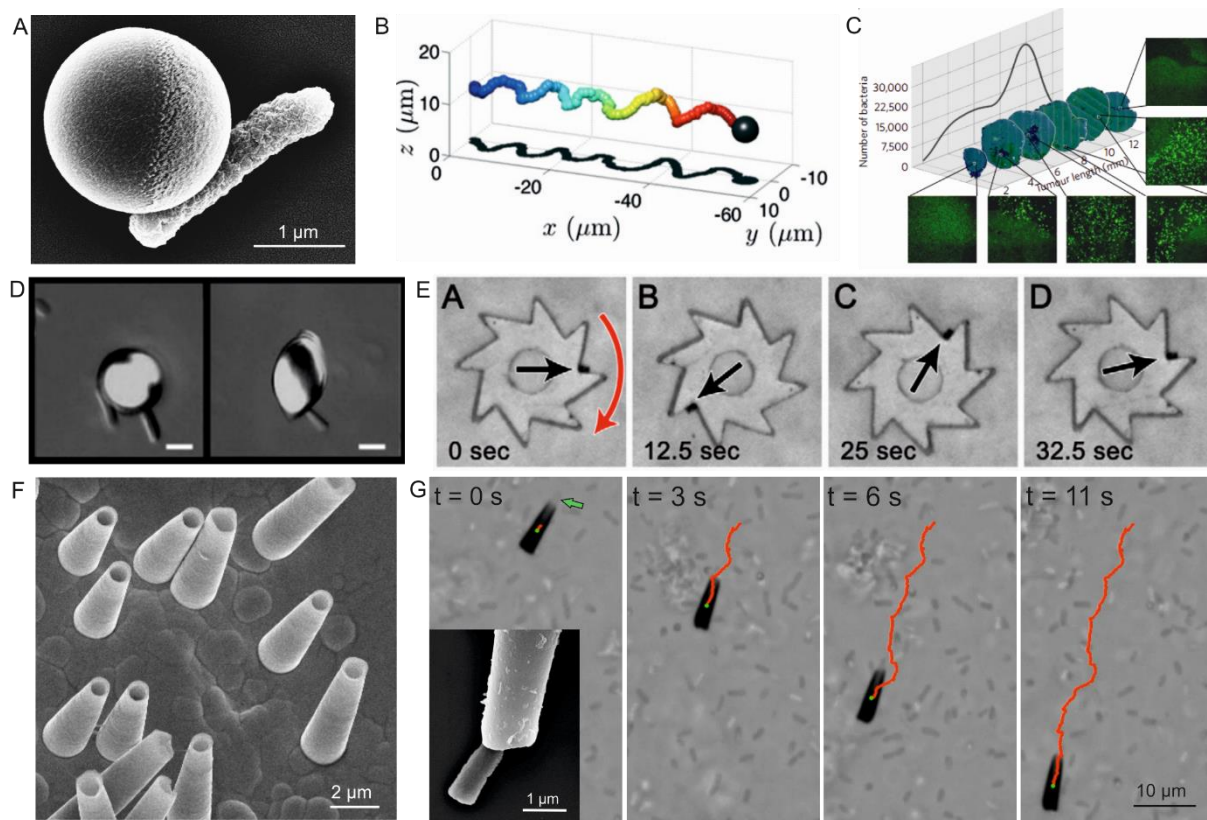 A
1 µm
B
20
10
0
z (µm)
-20
-40
-60
x (µm)
-10
0
10
y (µm)
C
Number of bacteria
30,000
22,500
15,000
7,500
0
2
4
6
8
10
12
Tumour length (mm)
D
E
A
0 sec
B
12.5 sec
C
25 sec
D
32.5 sec
F
2 µm
G
t = 0 s
1 µm
t = 3 s
t = 6 s
t = 11 s
10 µm